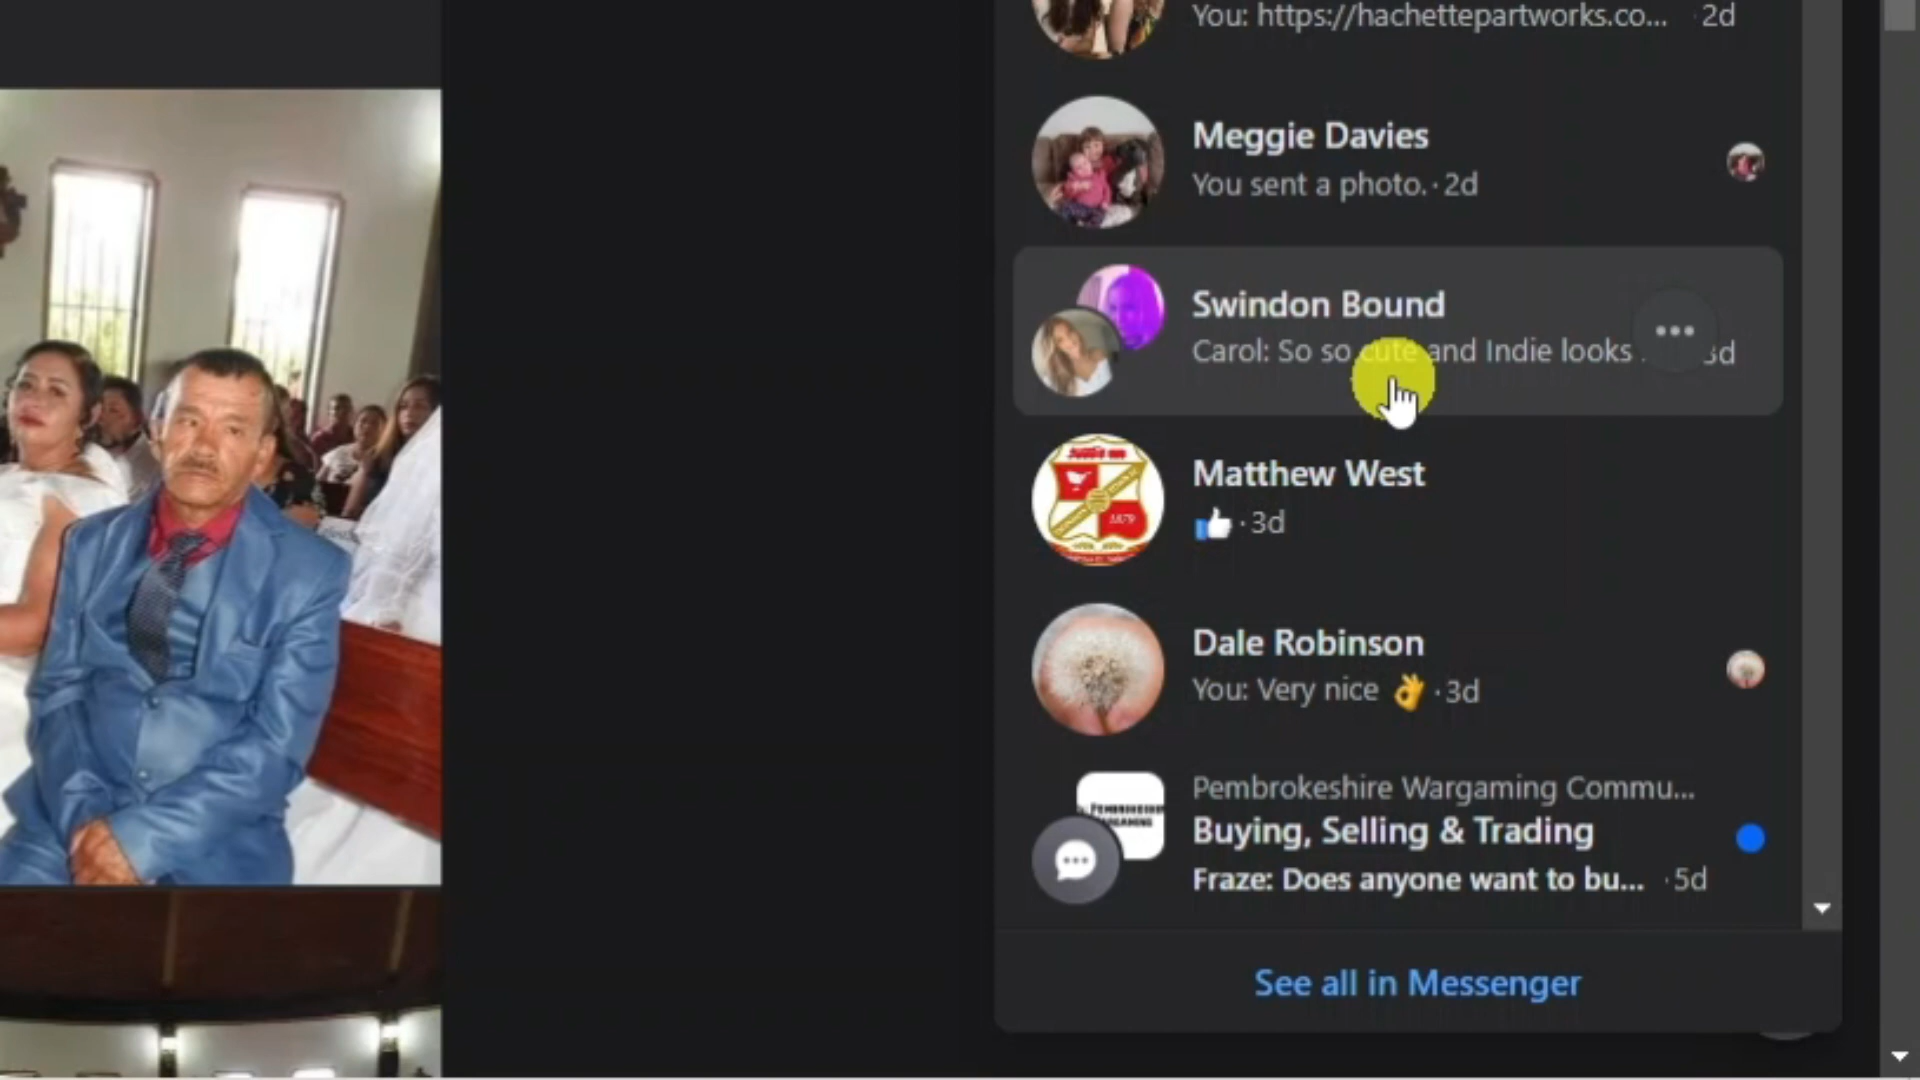 You: https://hachettepartworks.co... · 2d
Meggie Davies
You sent a photo. · 2d
Swindon Bound
Carol: So so cute and Indie looks
Matthew West
👍 · 3d
Dale Robinson
You: Very nice 👌 · 3d
Pembrokeshire Wargaming Commu...
PEMBROKESHIRE
WARGAMING
Buying, Selling & Trading
Fraze: Does anyone want to bu... · 5d
See all in Messenger